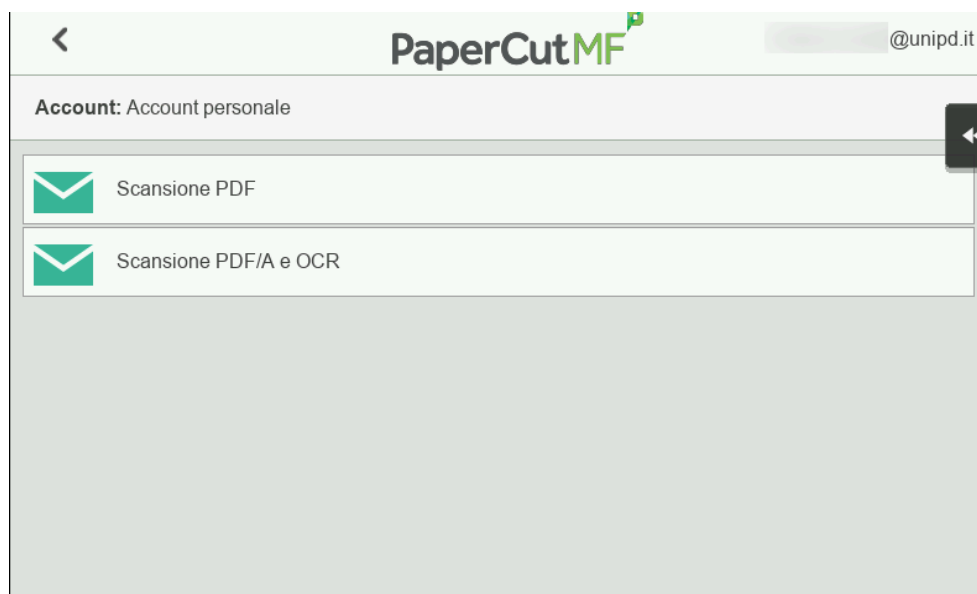 PaperCutMF
@unipd.it
Account: Account personale
Scansione PDF
Scansione PDF/A e OCR